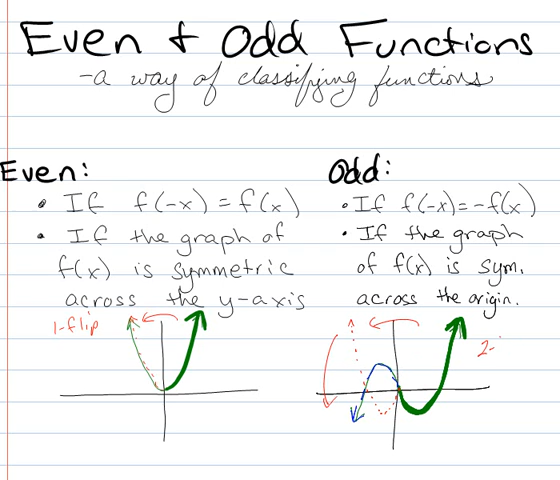 Even & Odd Functions
-a way of classifying functions
Even:
• If f(-x) = f(x)
• If the graph of
f(x) is symmetric
across the y-axis
1-flip
Odd:
• If f(-x) = -f(x)
• If the graph
of f(x) is sym.
across the origin.
2-